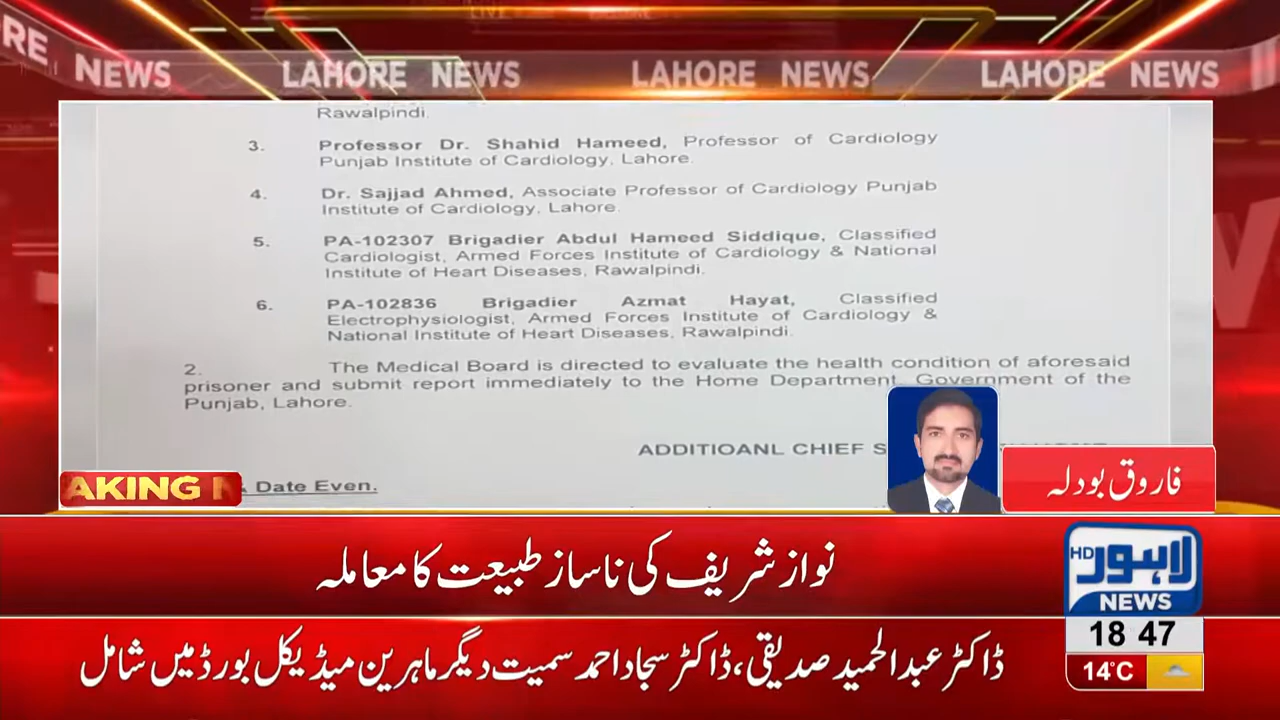 RE NEWS LAHORE NEWS LAHORE NEWS LAHORE NEWS
Rawalpindi.
3. Professor Dr. Shahid Hameed, Professor of Cardiology
Punjab Institute of Cardiology, Lahore.
4. Dr. Sajjad Ahmed, Associate Professor of Cardiology Punjab
Institute of Cardiology, Lahore.
5. PA-102307 Brigadier Abdul Hameed Siddique, Classified
Cardiologist, Armed Forces Institute of Cardiology & National
Institute of Heart Diseases, Rawalpindi.
6. PA-102836 Brigadier Azmat Hayat, Classified
Electrophysiologist, Armed Forces Institute of Cardiology &
National Institute of Heart Diseases, Rawalpindi.
2. The Medical Board is directed to evaluate the health condition of aforesaid
prisoner and submit report immediately to the Home Department, Government of the
Punjab, Lahore.
ADDITIOANL CHIEF S
& Date Even.
AKING N
فاروق بودلہ
نواز شریف کی ناساز طبیعت کا معاملہ
ڈاکٹر عبدالحمید صدیقی، ڈاکٹر سجاد احمد سمیت دیگر ماہرین میڈیکل بورڈ میں شامل
HD لاہور
NEWS
18 47
14°C